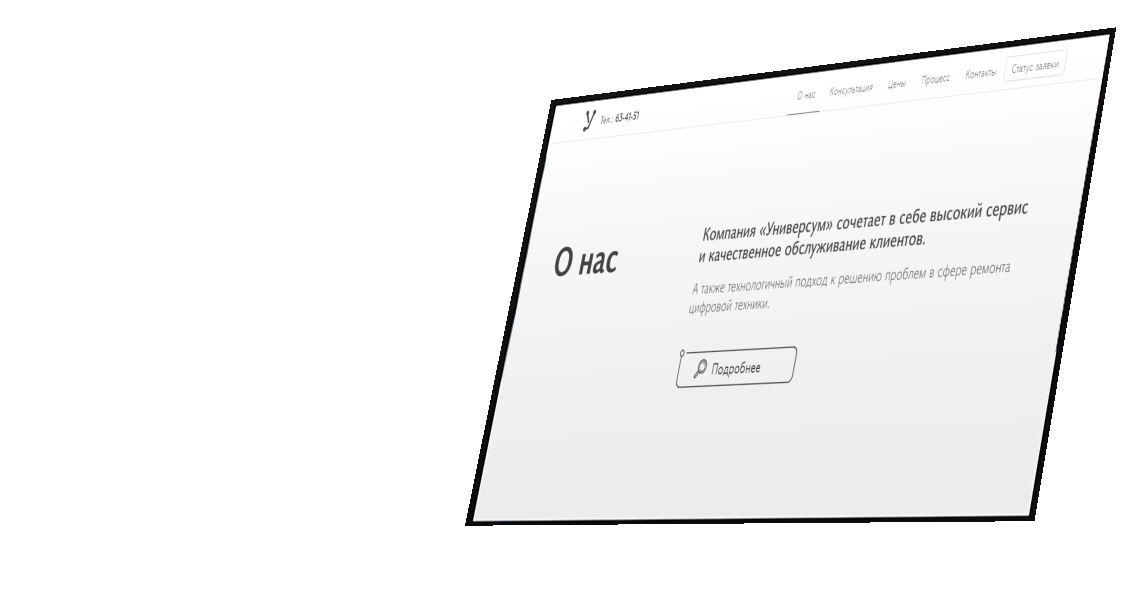 У Тел.: 63-41-51 О нас Консультация Цены Процесс Контакты Статус заявки
О нас
Компания «Универсум» сочетает в себе высокий сервис
и качественное обслуживание клиентов.
А также технологичный подход к решению проблем в сфере ремонта
цифровой техники.
Подробнее